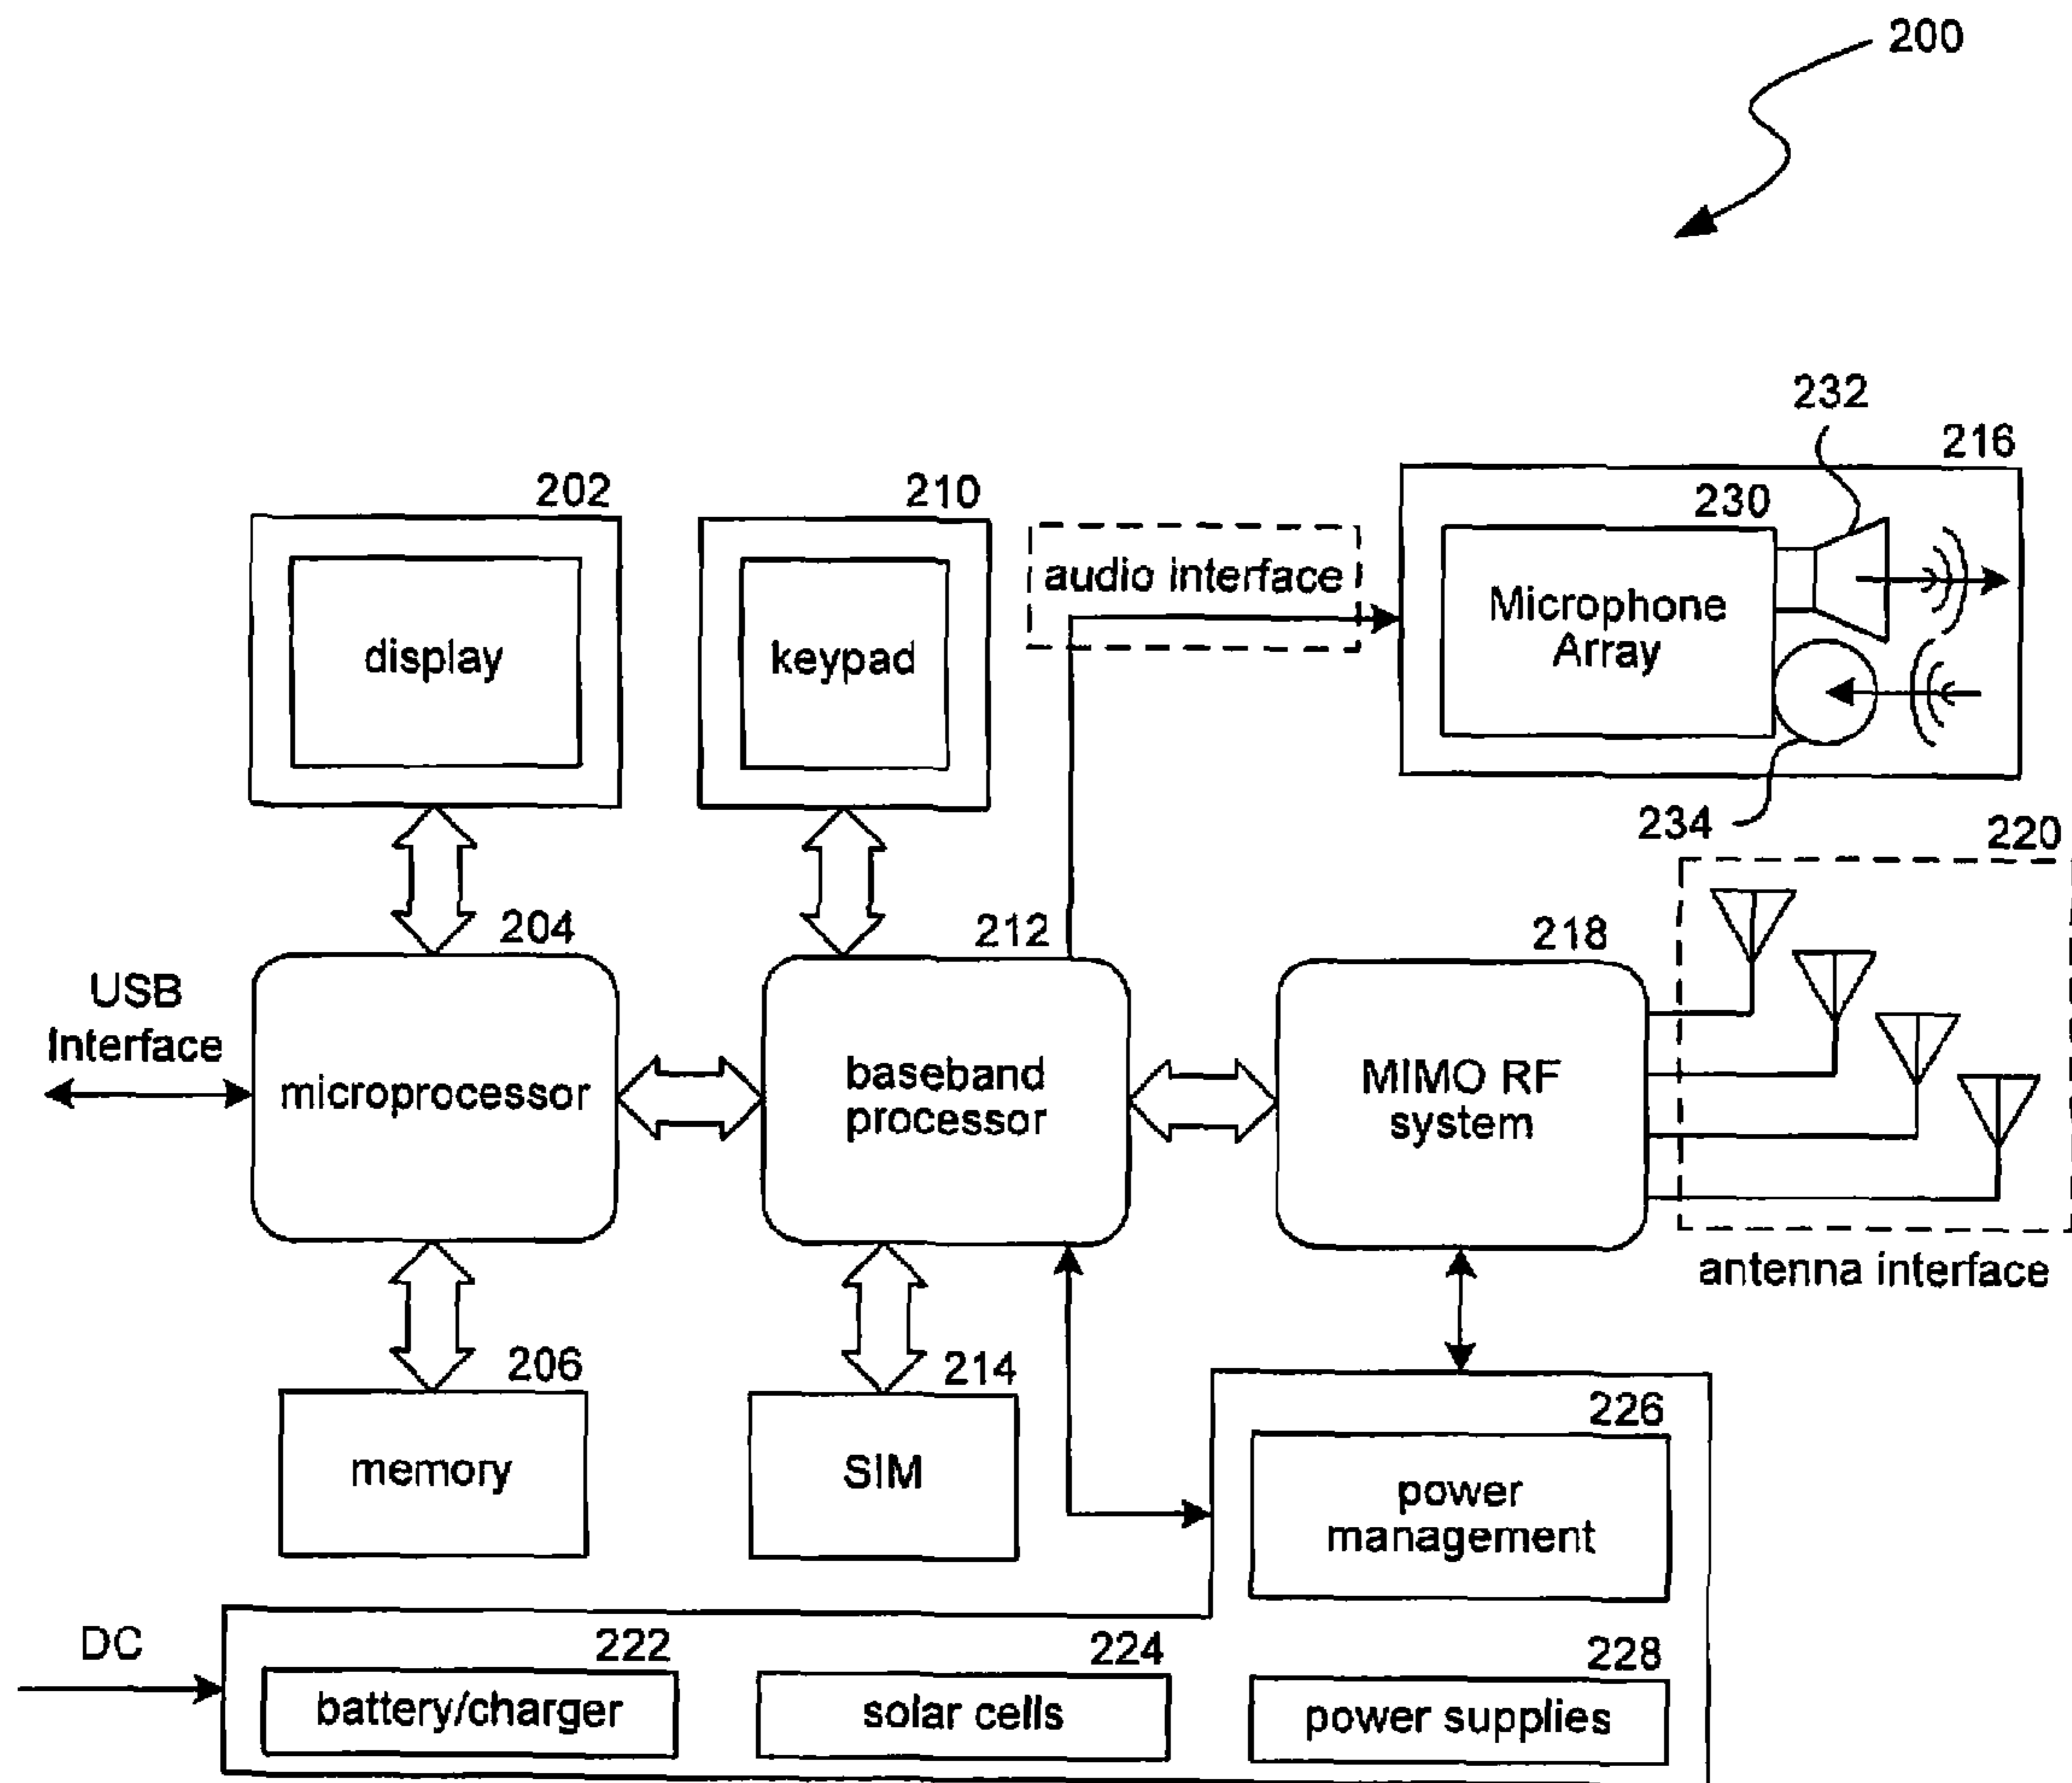 200
232
216
202
210
230
audio interface
Microphone
Array
display
keypad
234
220
204
212
218
USB
Interface
microprocessor
baseband
processor
MIMO RF
system
antenna interface
206
214
226
memory
SIM
power
management
DC
222
224
228
battery/charger
solar cells
power supplies